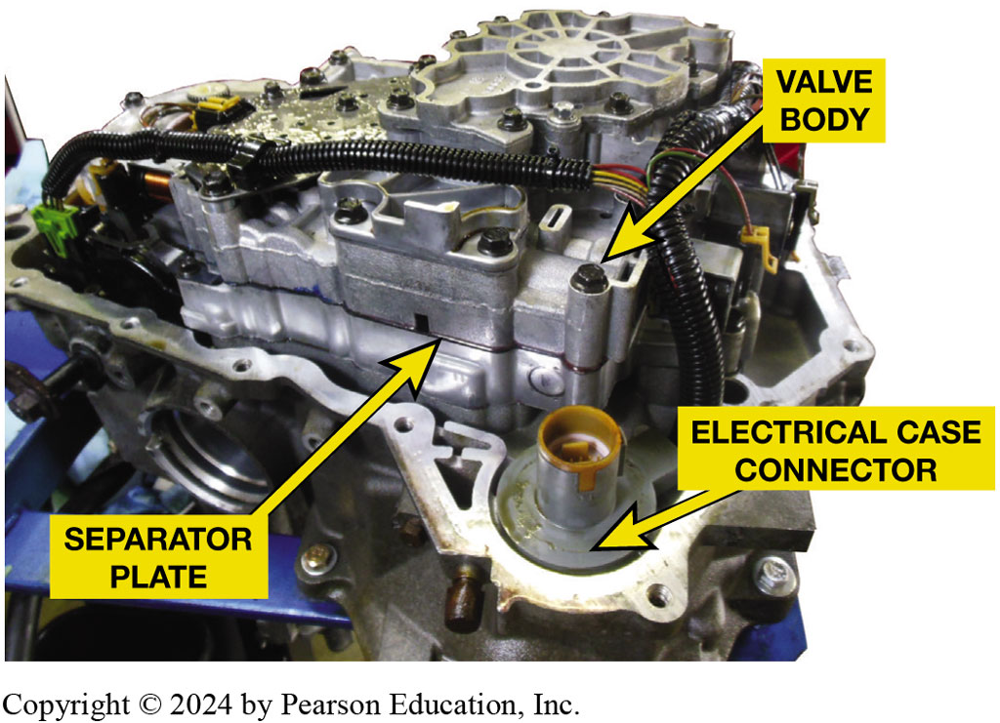 VALVE
BODY
ELECTRICAL CASE
CONNECTOR
SEPARATOR
PLATE
Copyright © 2024 by Pearson Education, Inc.